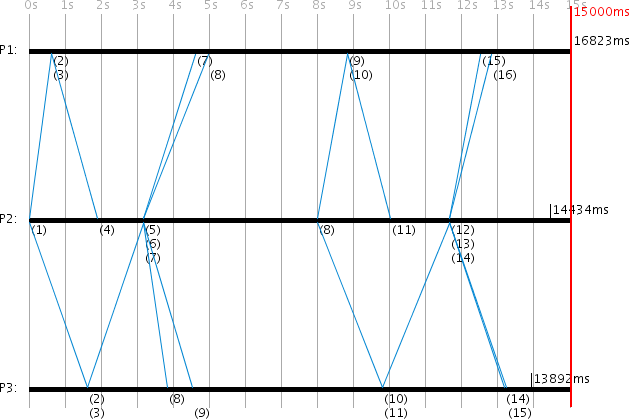 0s 1s 2s 3s 4s 5s 6s 7s 8s 9s 10s 11s 12s 13s 14s 15s
15000ms
16823ms
P1:
(2) (7) (9) (15)
(3) (8) (10) (16)
14434ms
P2:
(1) (4) (5) (8) (11) (12)
(6) (13)
(7) (14)
13892ms
P3:
(2) (8) (10) (14)
(3) (9) (11) (15)